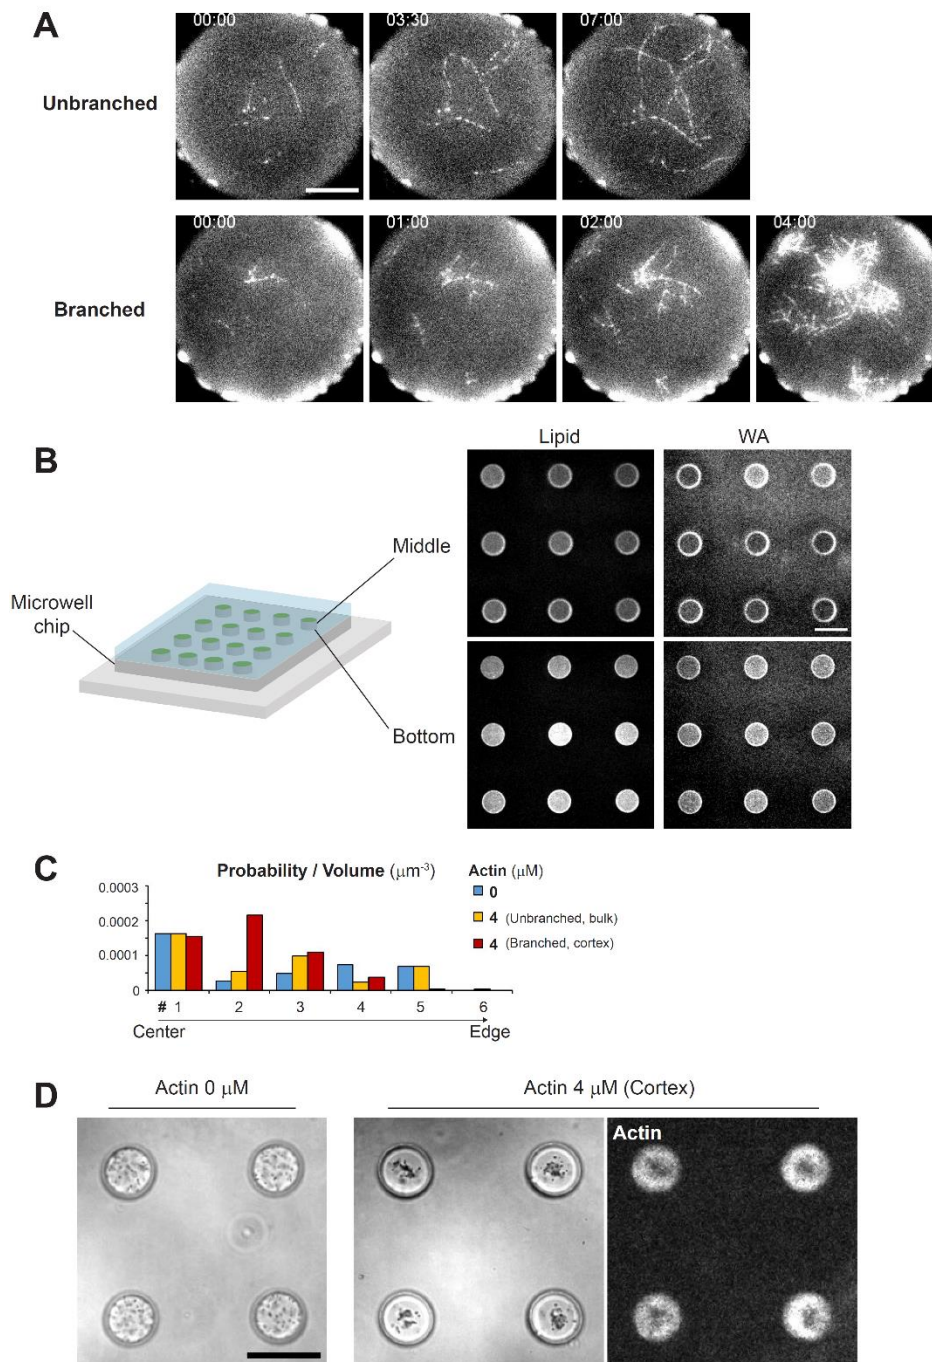 A
Unbranched
00:00
03:30
07:00
Branched
00:00
01:00
02:00
04:00
B
Lipid
WA
Middle
Microwell
chip
Bottom
C
Probability / Volume (μm-3)
Actin (μM)
0
4 (Unbranched, bulk)
4 (Branched, cortex)
0.0003
0.0002
0.0001
0
# 1 2 3 4 5 6
Center
Edge
D
Actin 0 μM
Actin 4 μM (Cortex)
Actin